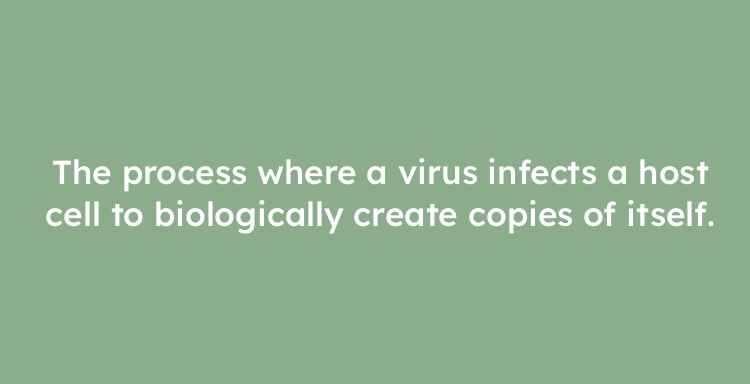 The process where a virus infects a host
cell to biologically create copies of itself.